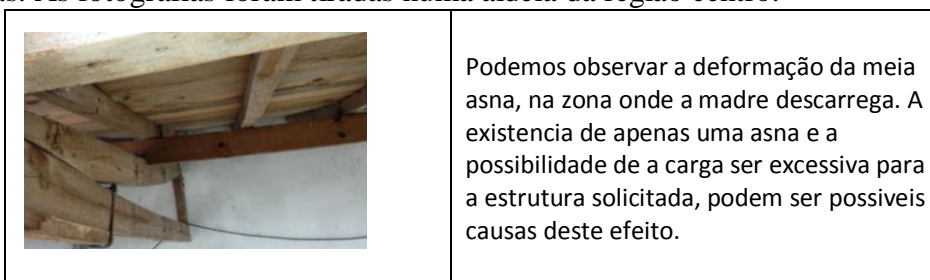 as. As fotografias foram tiradas numa aldeia da região centro.
Podemos observar a deformação da meia
asna, na zona onde a madre descarrega. A
existencia de apenas uma asna e a
possibilidade de a carga ser excessiva para
a estrutura solicitada, podem ser possiveis
causas deste efeito.